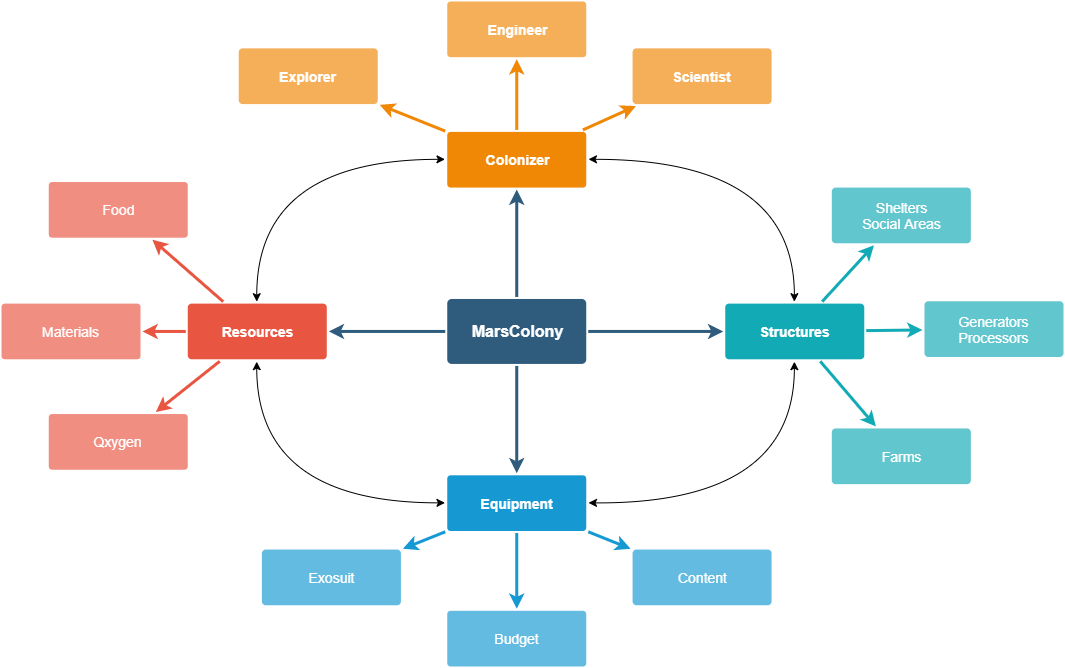 Engineer
Explorer
Scientist
Colonizer
Food
Shelters
Social Areas
Materials
Resources
MarsColony
Structures
Generators
Processors
Qxygen
Farms
Equipment
Exosuit
Content
Budget